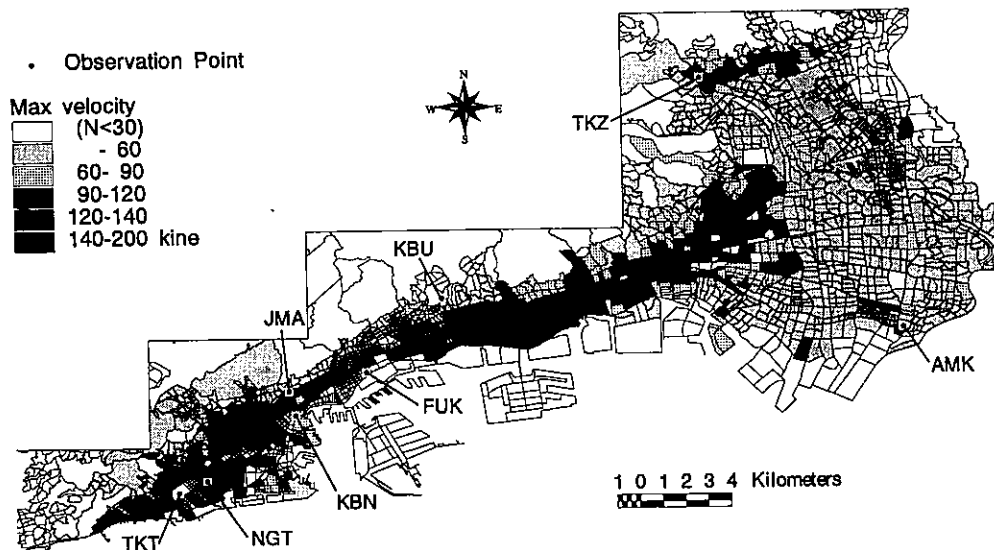 • Observation Point
Max velocity
(N<30)
- 60
60- 90
90-120
120-140
140-200 kine
N
W
E
S
TKZ
KBU
JMA
AMK
FUK
KBN
NGT
TKT
1 0 1 2 3 4 Kilometers